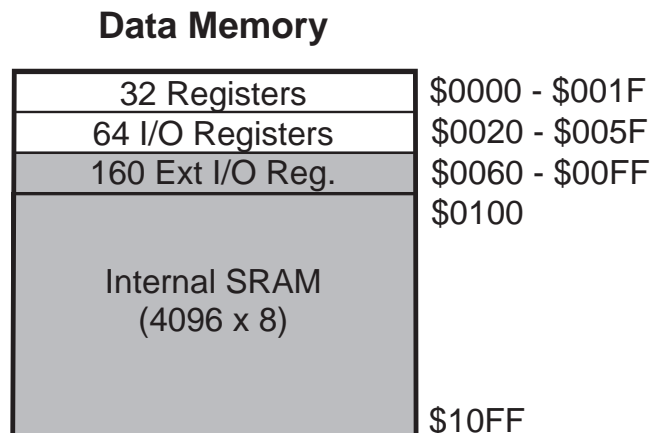 Data Memory
32 Registers $0000 - $001F
64 I/O Registers $0020 - $005F
160 Ext I/O Reg. $0060 - $00FF
$0100
Internal SRAM
(4096 x 8)
$10FF